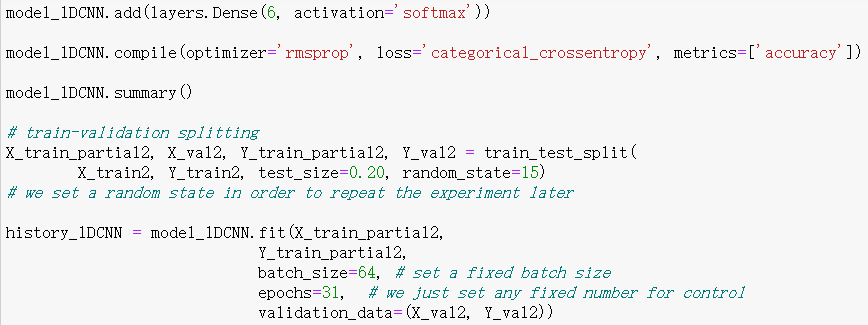 model_1DCNN.add(layers.Dense(6, activation='softmax'))
model_1DCNN.compile(optimizer='rmsprop', loss='categorical_crossentropy', metrics=['accuracy'])
model_1DCNN.summary()
# train-validation splitting
X_train_partial2, X_val2, Y_train_partial2, Y_val2 = train_test_split(
X_train2, Y_train2, test_size=0.20, random_state=15)
# we set a random state in order to repeat the experiment later
history_1DCNN = model_1DCNN.fit(X_train_partial2,
Y_train_partial2,
batch_size=64, # set a fixed batch size
epochs=31, # we just set any fixed number for control
validation_data=(X_val2, Y_val2))